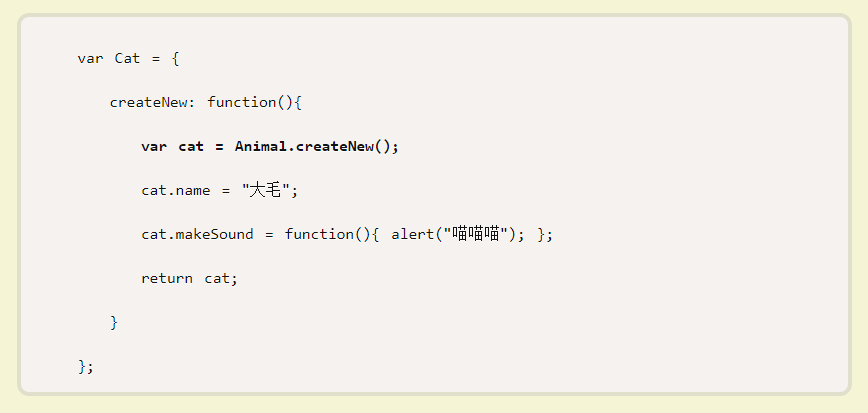 var Cat = {
createNew: function(){
var cat = Animal.createNew();
cat.name = "大毛";
cat.makeSound = function(){ alert("喵喵喵"); };
return cat;
}
};